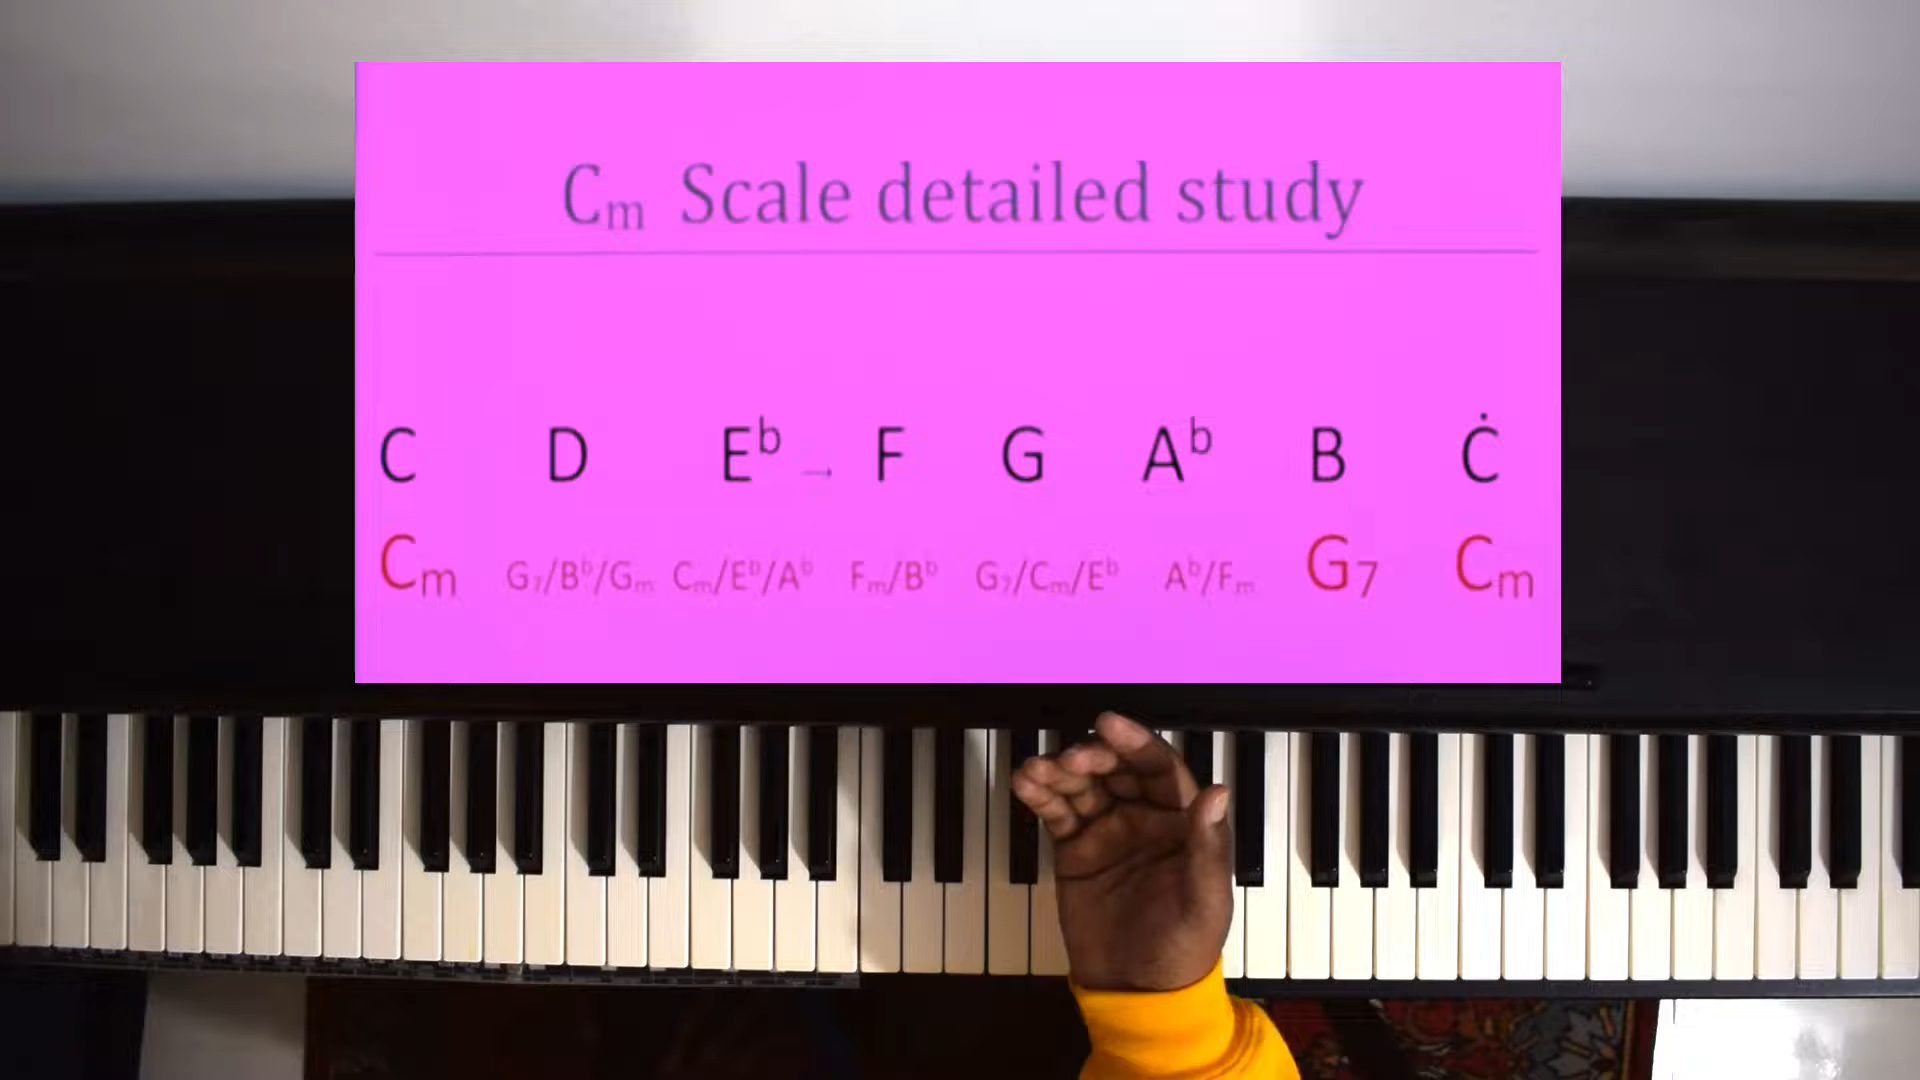 Cm Scale detailed study
C D Eb → F G Ab B Ċ
Cm G7/Bb/Gm Cm/Eb/Ab Fm/Bb G7/Cm/Eb Ab/Fm G7 Cm